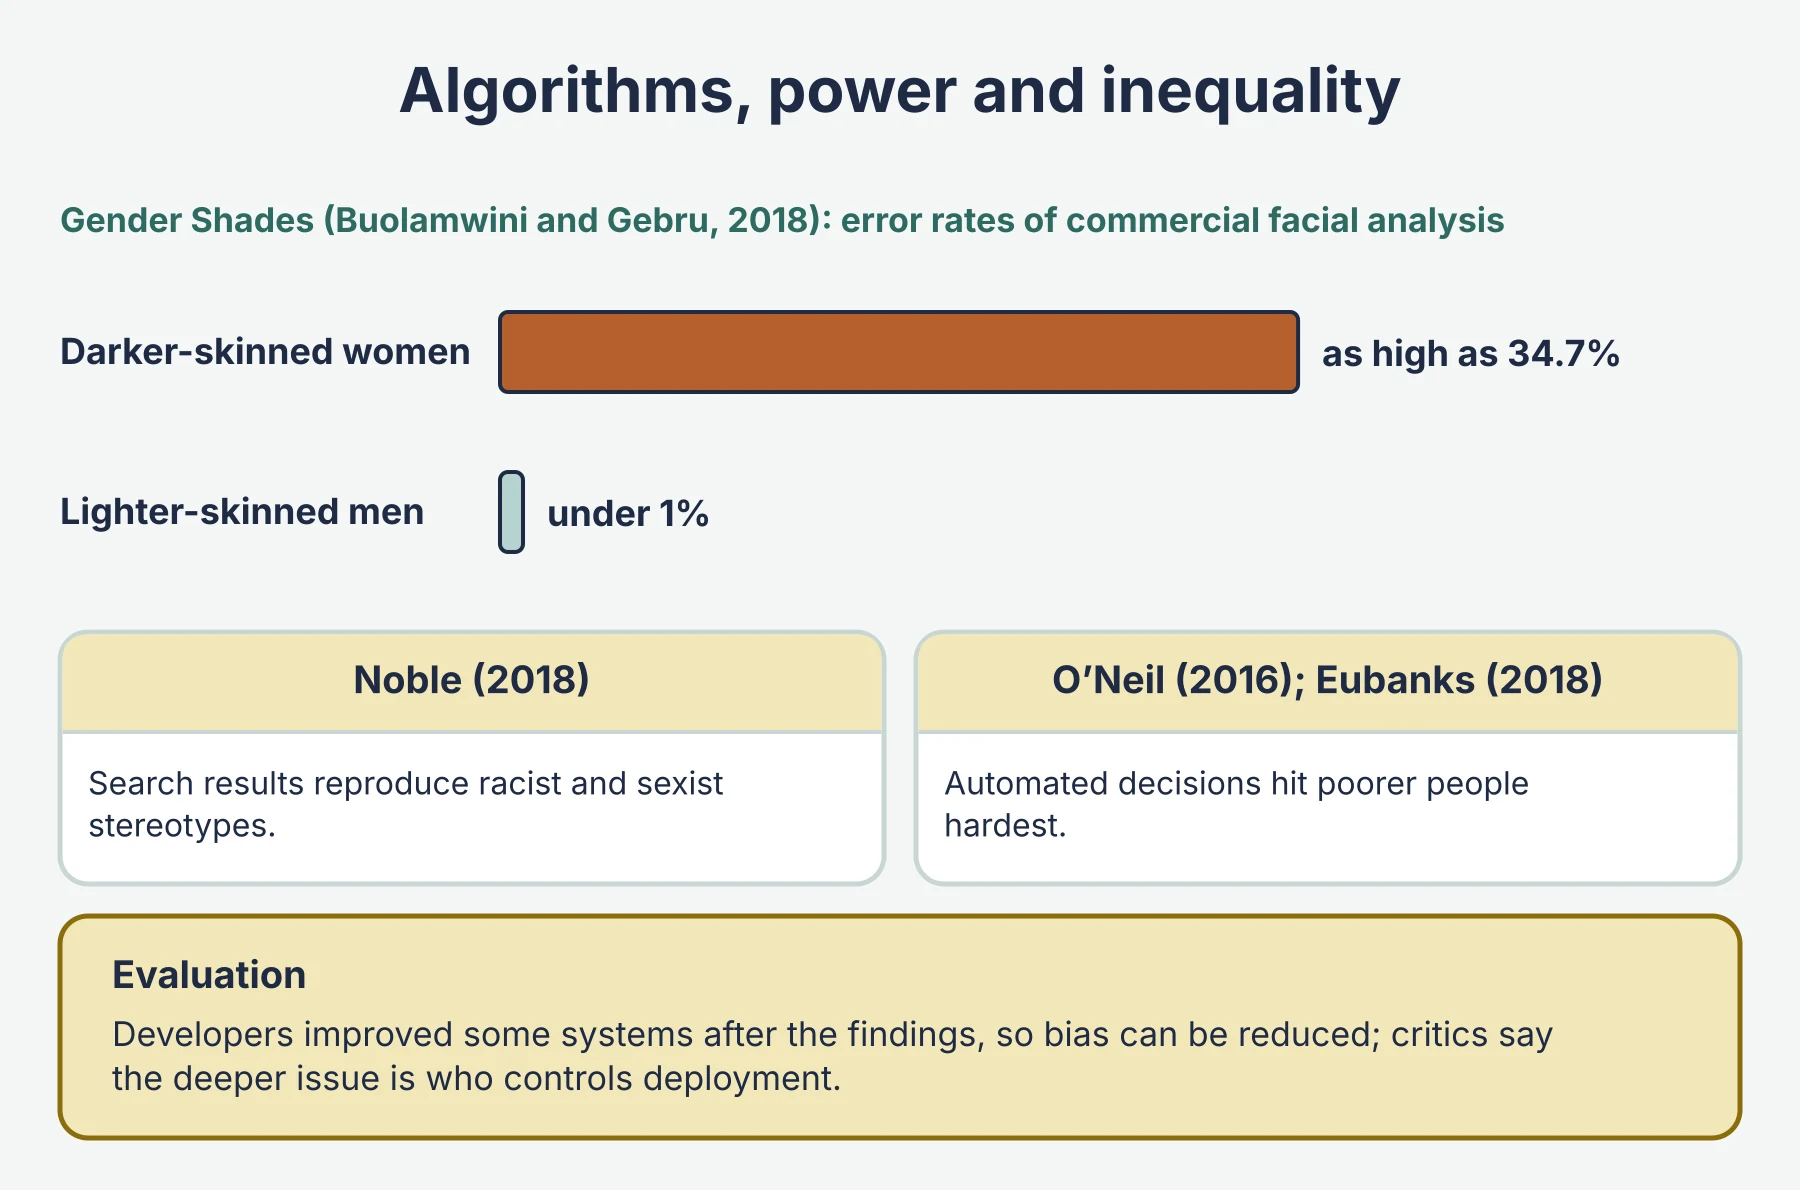 Algorithms, power and inequality
Gender Shades (Buolamwini and Gebru, 2018): error rates of commercial facial analysis
Darker-skinned women
as high as 34.7%
Lighter-skinned men
under 1%
Noble (2018)
Search results reproduce racist and sexist
stereotypes.
O’Neil (2016); Eubanks (2018)
Automated decisions hit poorer people
hardest.
Evaluation
Developers improved some systems after the findings, so bias can be reduced; critics say
the deeper issue is who controls deployment.